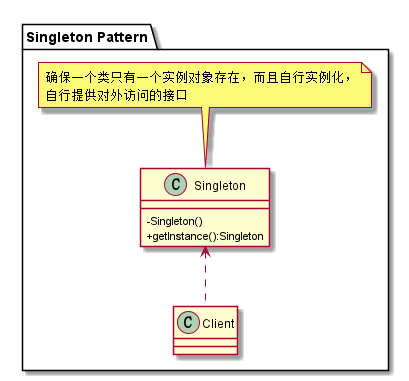 Singleton Pattern
确保一个类只有一个实例对象存在，而且自行实例化，
自行提供对外访问的接口
C Singleton
-Singleton()
+getInstance():Singleton
C Client